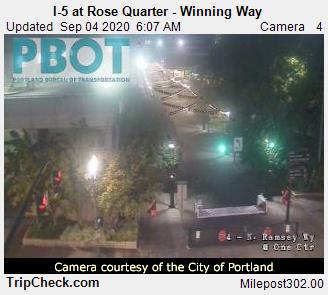 I-5 at Rose Quarter - Winning Way
Updated Sep 04 2020 6:07 AM Camera 4
PBOT
PORTLAND BUREAU OF TRANSPORTATION
4 - N. Ramsey Wy
W One Ctr
Camera courtesy of the City of Portland
TripCheck.com Milepost302.00